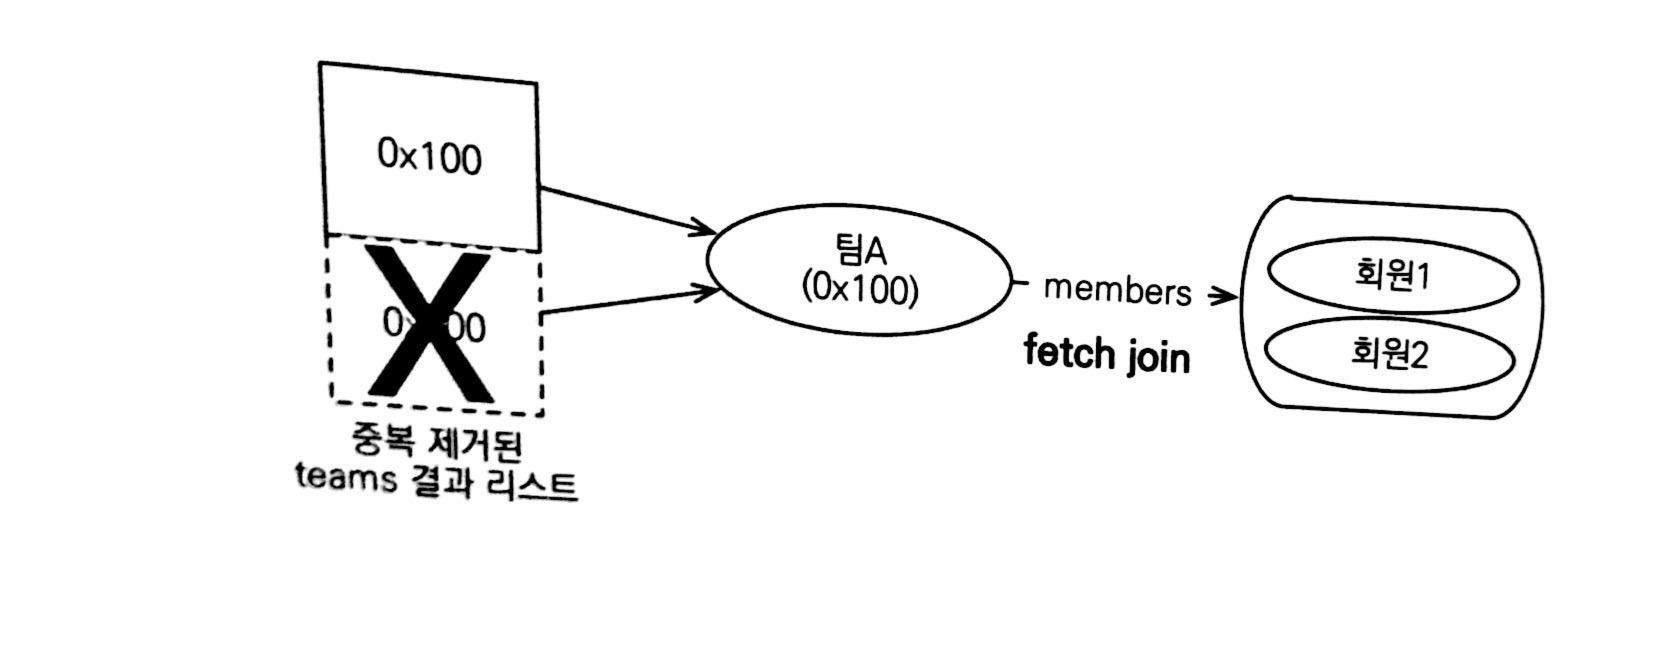 0x100
중복 제거된
teams 결과 리스트
팀A
(0x100)
members
fetch join
회원1
회원2